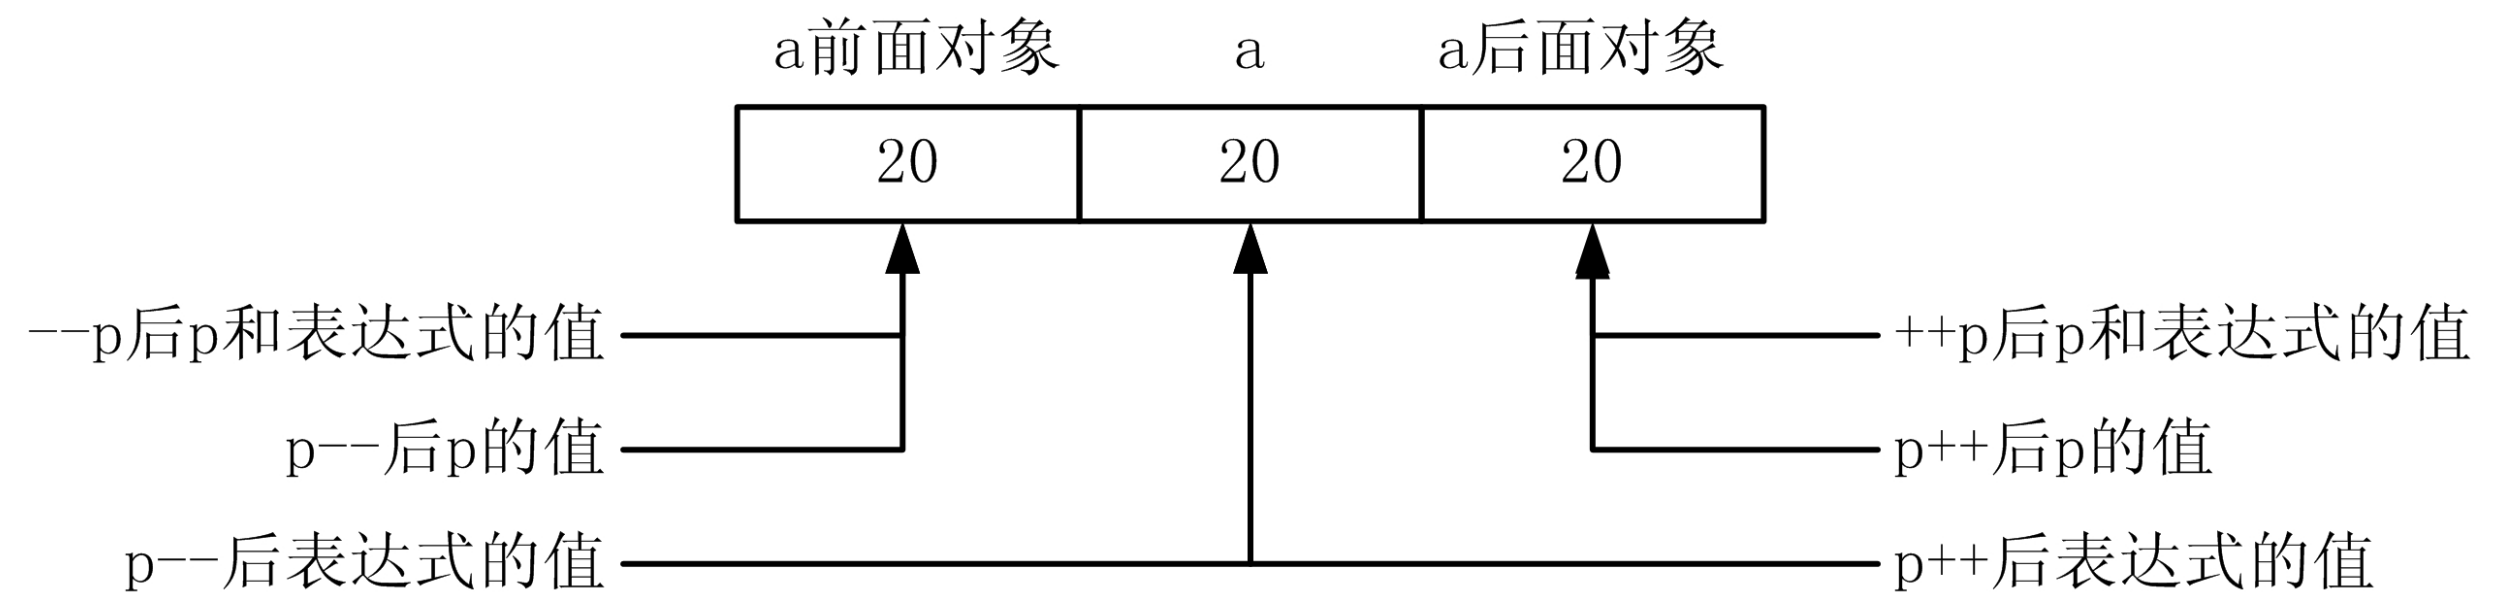 a前面对象 a a后面对象
20 20 20
--p后p和表达式的值 ++p后p和表达式的值
p--后p的值 p++后p的值
p--后表达式的值 p++后表达式的值